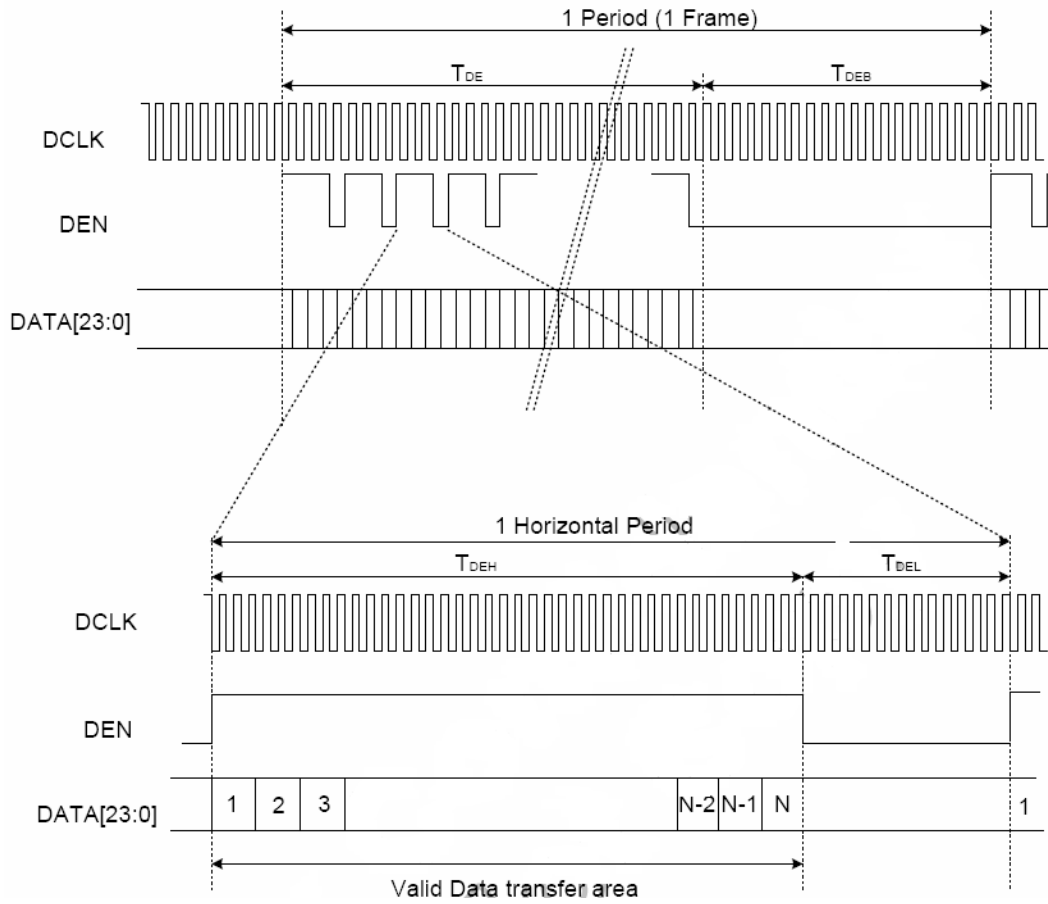 1 Period (1 Frame)
TDE
TDEB
DCLK
DEN
DATA[23:0]
1 Horizontal Period
TDEH
TDEL
DCLK
DEN
DATA[23:0]
1 2 3 N-2 N-1 N 1
Valid Data transfer area